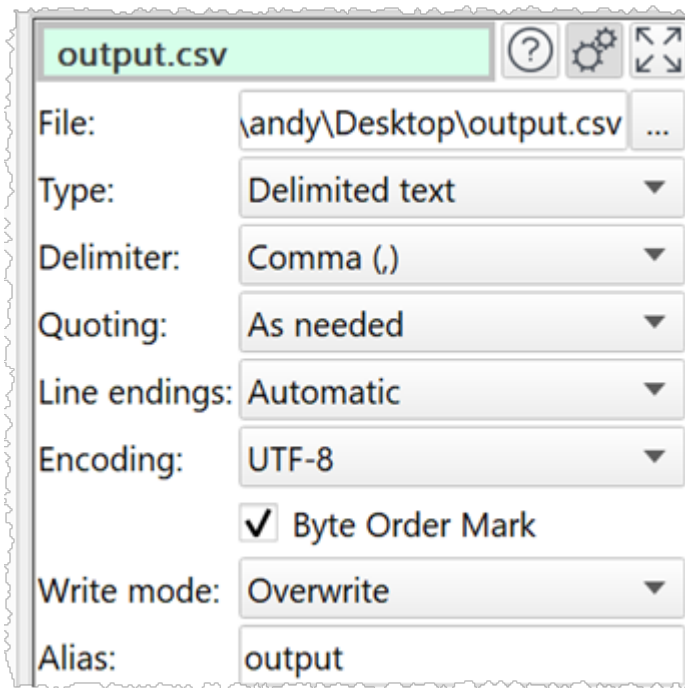 output.csv ?
File: \andy\Desktop\output.csv ...
Type: Delimited text
Delimiter: Comma (,)
Quoting: As needed
Line endings: Automatic
Encoding: UTF-8
Byte Order Mark
Write mode: Overwrite
Alias: output